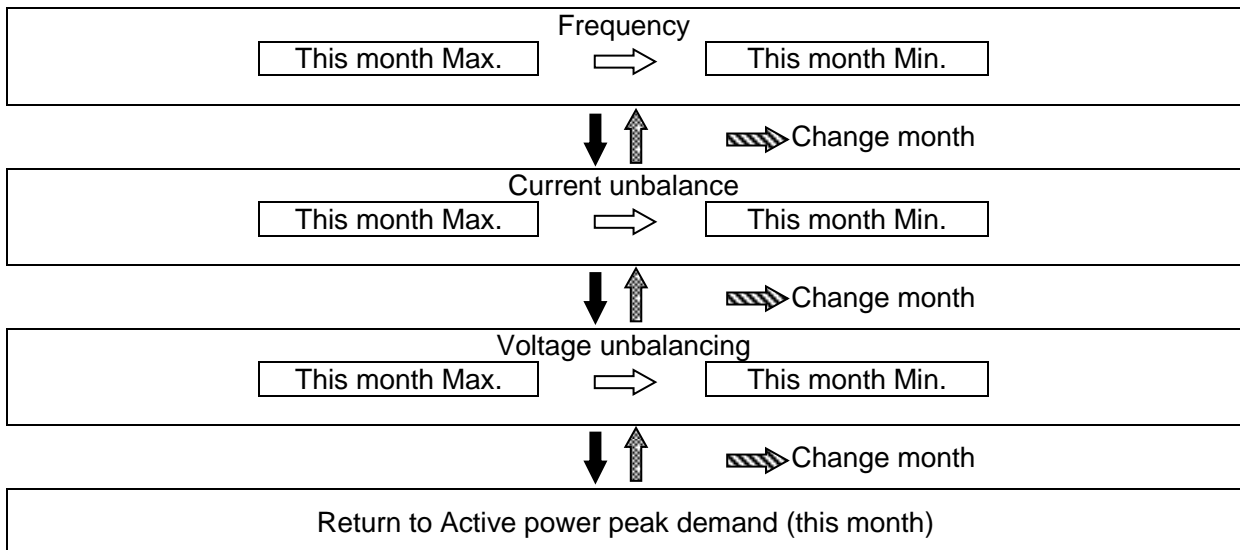 Frequency
This month Max. This month Min.
Change month
Current unbalance
This month Max. This month Min.
Change month
Voltage unbalancing
This month Max. This month Min.
Change month
Return to Active power peak demand (this month)